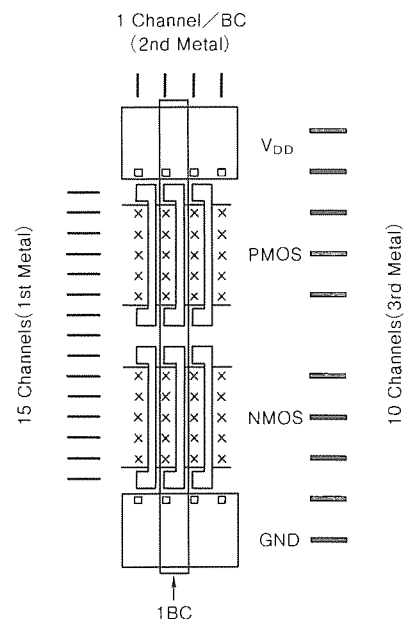 1 Channel／BC
(2nd Metal)
V_DD
PMOS
15 Channels(1st Metal)
10 Channels(3rd Metal)
NMOS
GND
1BC